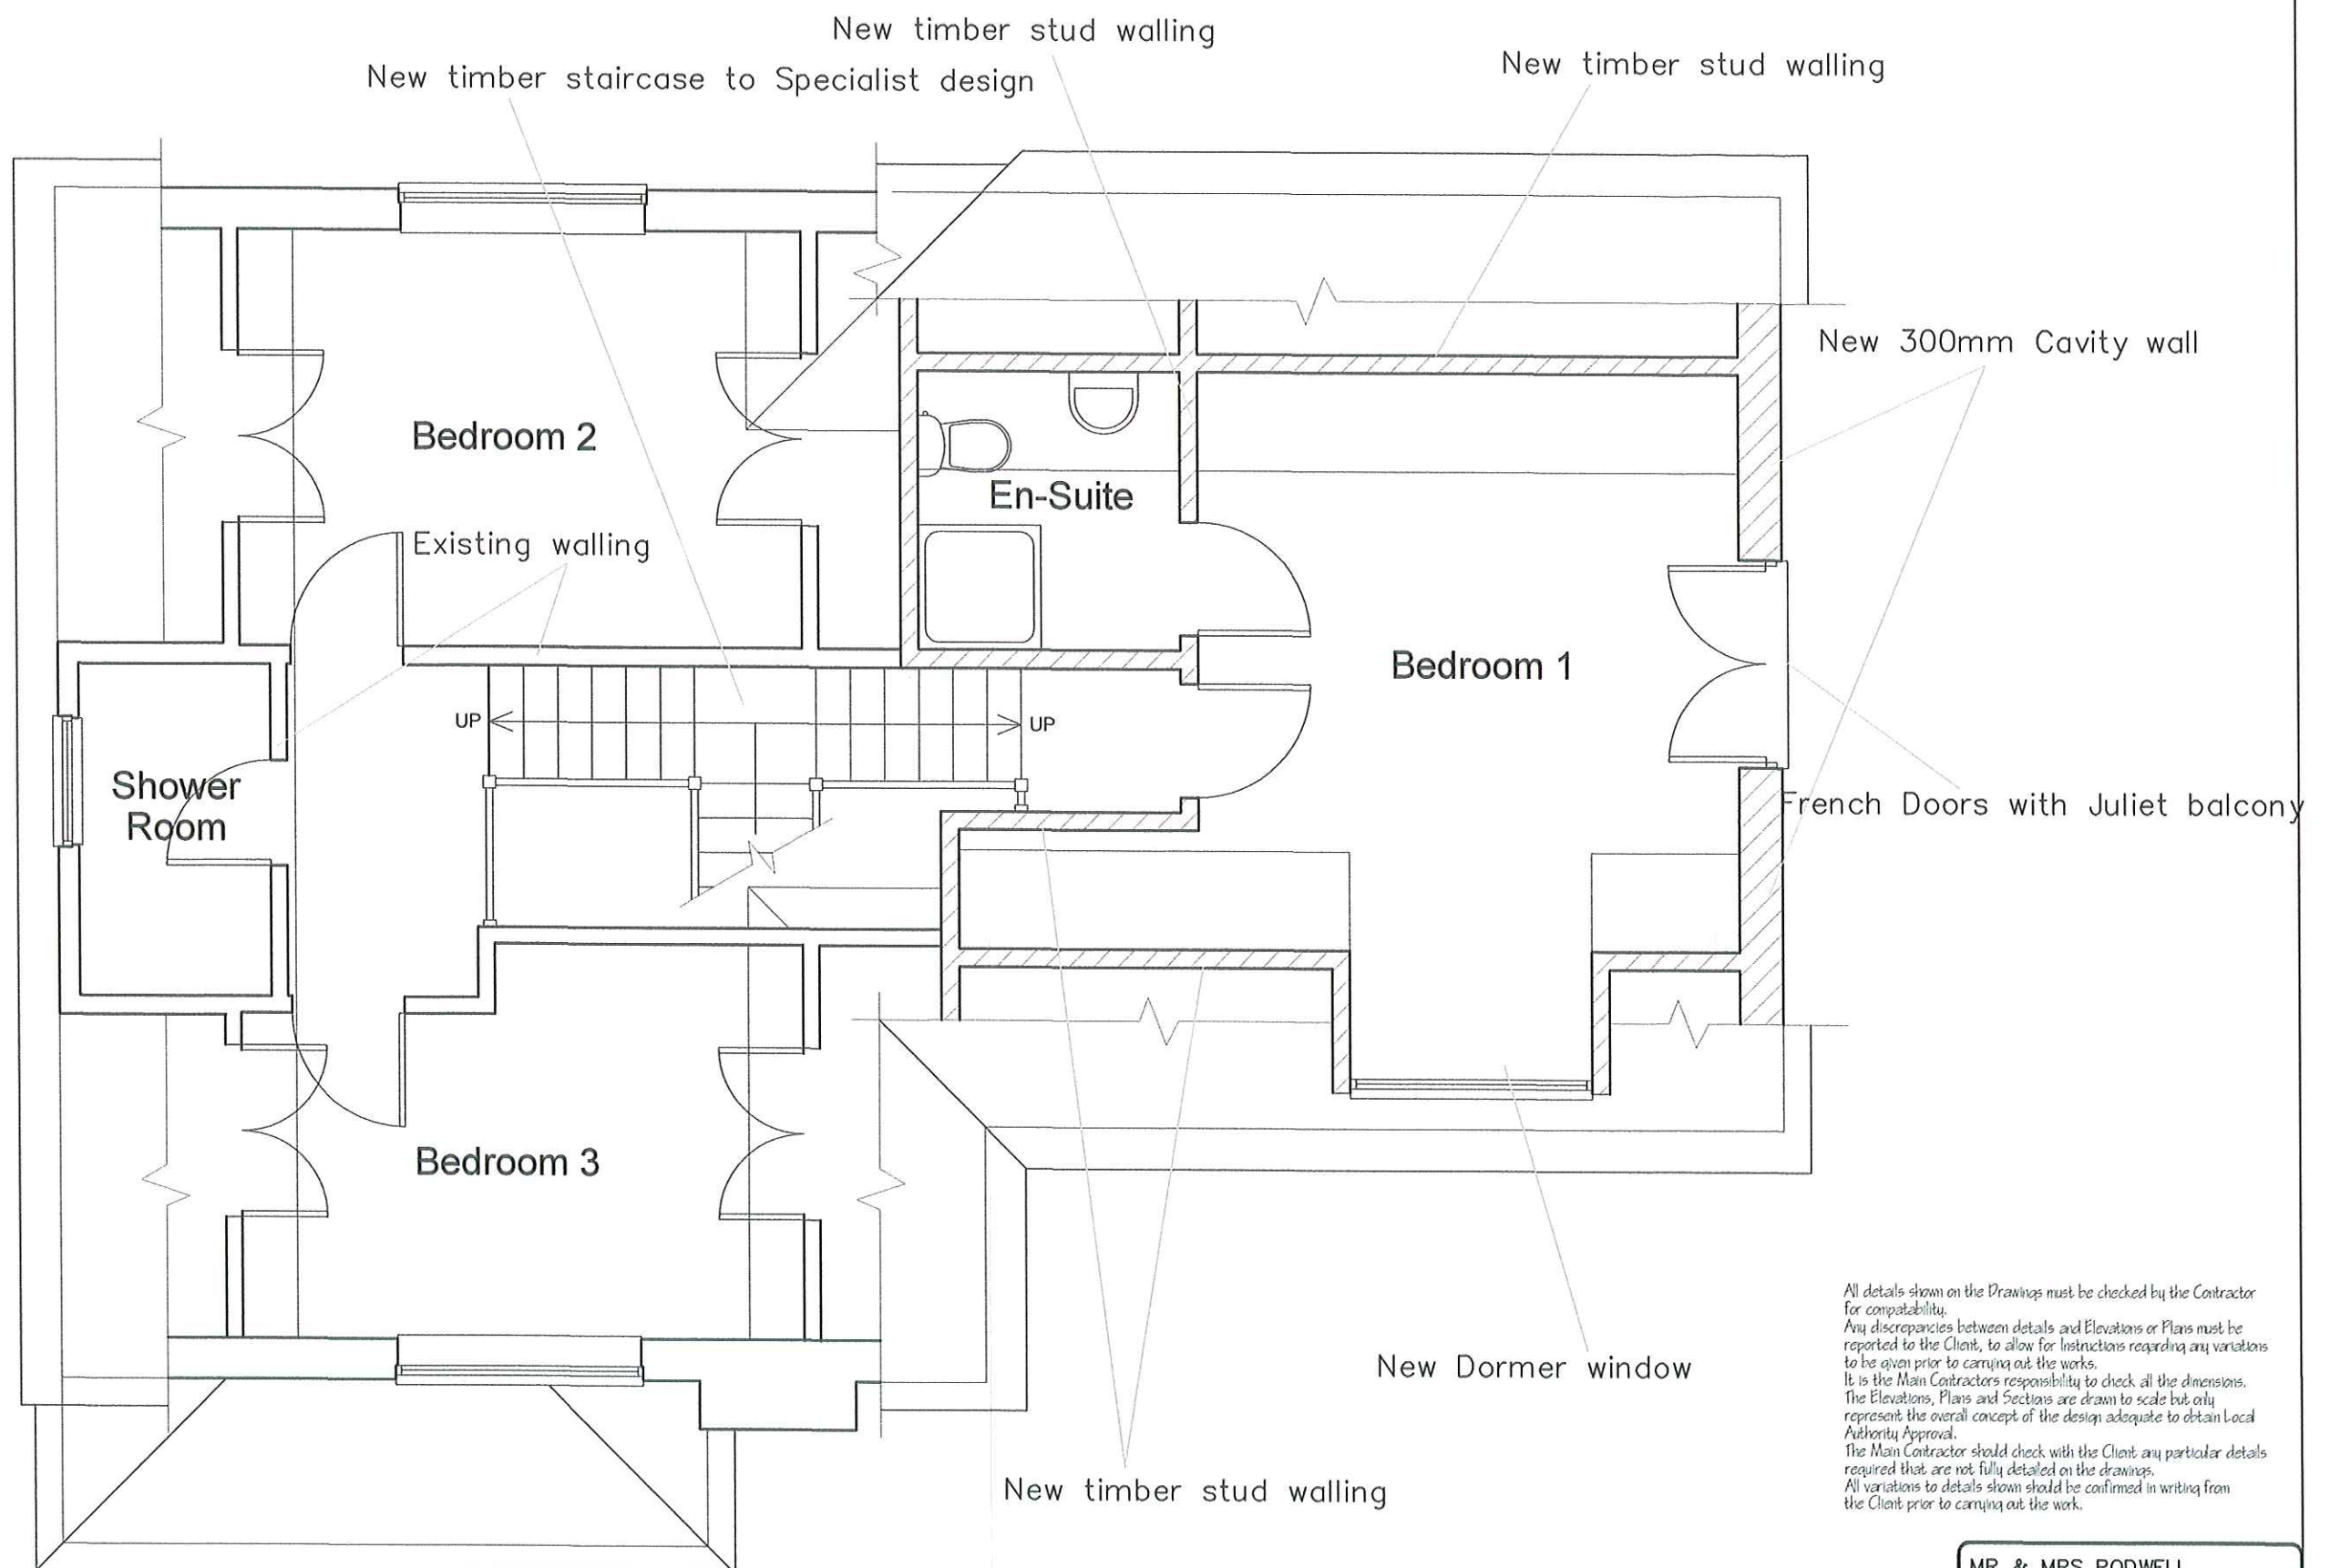 New timber stud walling
New timber staircase to Specialist design
New timber stud walling
New 300mm Cavity wall
Bedroom 2
En-Suite
Existing walling
Bedroom 1
UP
UP
Shower
Room
French Doors with Juliet balcony
Bedroom 3
New Dormer window
New timber stud walling
All details shown on the Drawings must be checked by the Contractor
for compatability.
Any discrepancies between details and Elevations or Plans must be
reported to the Client, to allow for Instructions regarding any variations
to be given prior to carrying out the works.
It is the Main Contractors responsibility to check all the dimensions.
The Elevations, Plans and Sections are drawn to scale but only
represent the overall concept of the design adequate to obtain Local
Authority Approval.
The Main Contractor should check with the Client any particular details
required that are not fully detailed on the drawings.
All variations to details shown should be confirmed in writing from
the Client prior to carrying out the work.
MR & MRS RODWELL